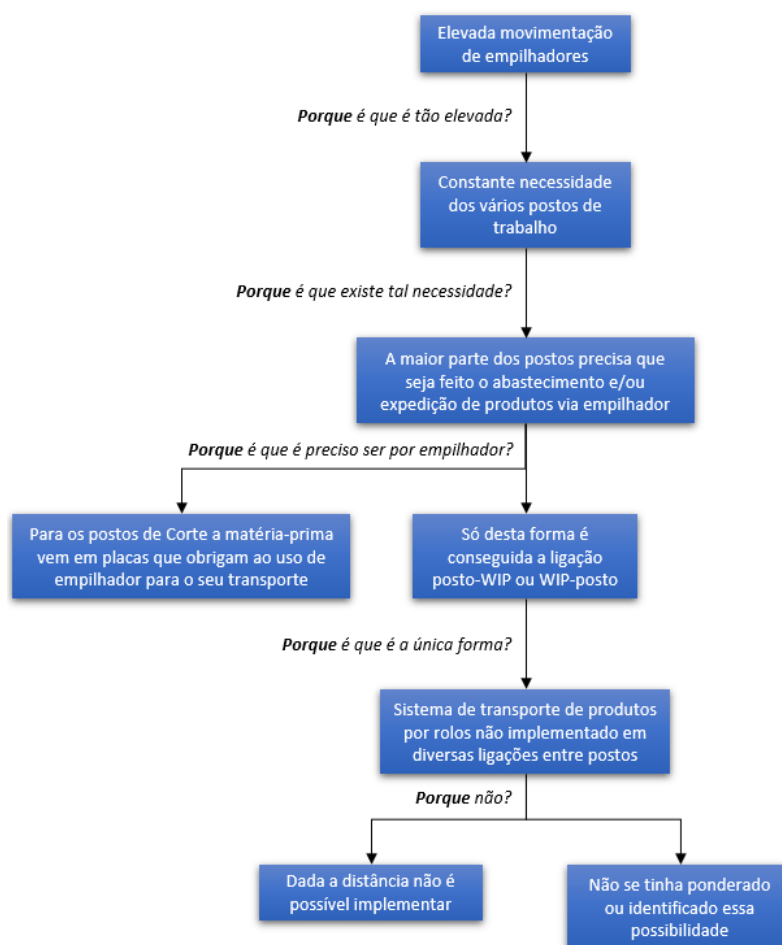 Elevada movimentação
de empilhadores
Porque é que é tão elevada?
Constante necessidade
dos vários postos de
trabalho
Porque é que existe tal necessidade?
A maior parte dos postos precisa que
seja feito o abastecimento e/ou
expedição de produtos via empilhador
Porque é que é preciso ser por empilhador?
Para os postos de Corte a matéria-prima
vem em placas que obrigam ao uso de
empilhador para o seu transporte
Só desta forma é
conseguida a ligação
posto-WIP ou WIP-posto
Porque é que é a única forma?
Sistema de transporte de produtos
por rolos não implementado em
diversas ligações entre postos
Porque não?
Dada a distância não é
possível implementar
Não se tinha ponderado
ou identificado essa
possibilidade